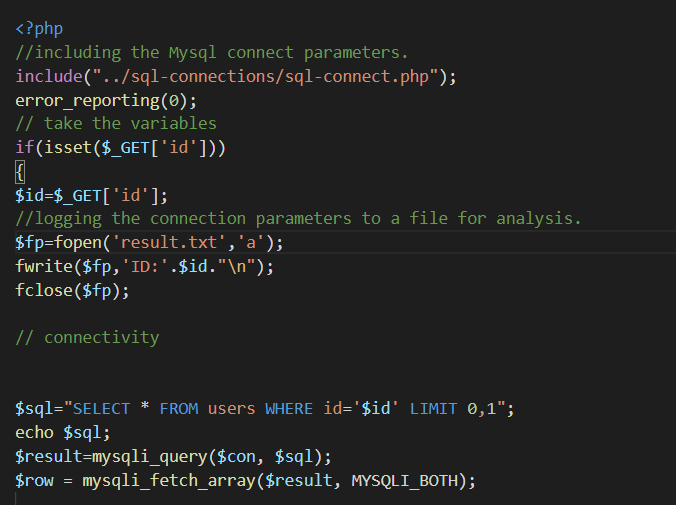 <?php
//including the Mysql connect parameters.
include("../sql-connections/sql-connect.php");
error_reporting(0);
// take the variables
if(isset($_GET['id']))
{
$id=$_GET['id'];
//logging the connection parameters to a file for analysis.
$fp=fopen('result.txt','a');
fwrite($fp,'ID:'.$id."\n");
fclose($fp);
// connectivity
$sql="SELECT * FROM users WHERE id='$id' LIMIT 0,1";
echo $sql;
$result=mysqli_query($con, $sql);
$row = mysqli_fetch_array($result, MYSQLI_BOTH);